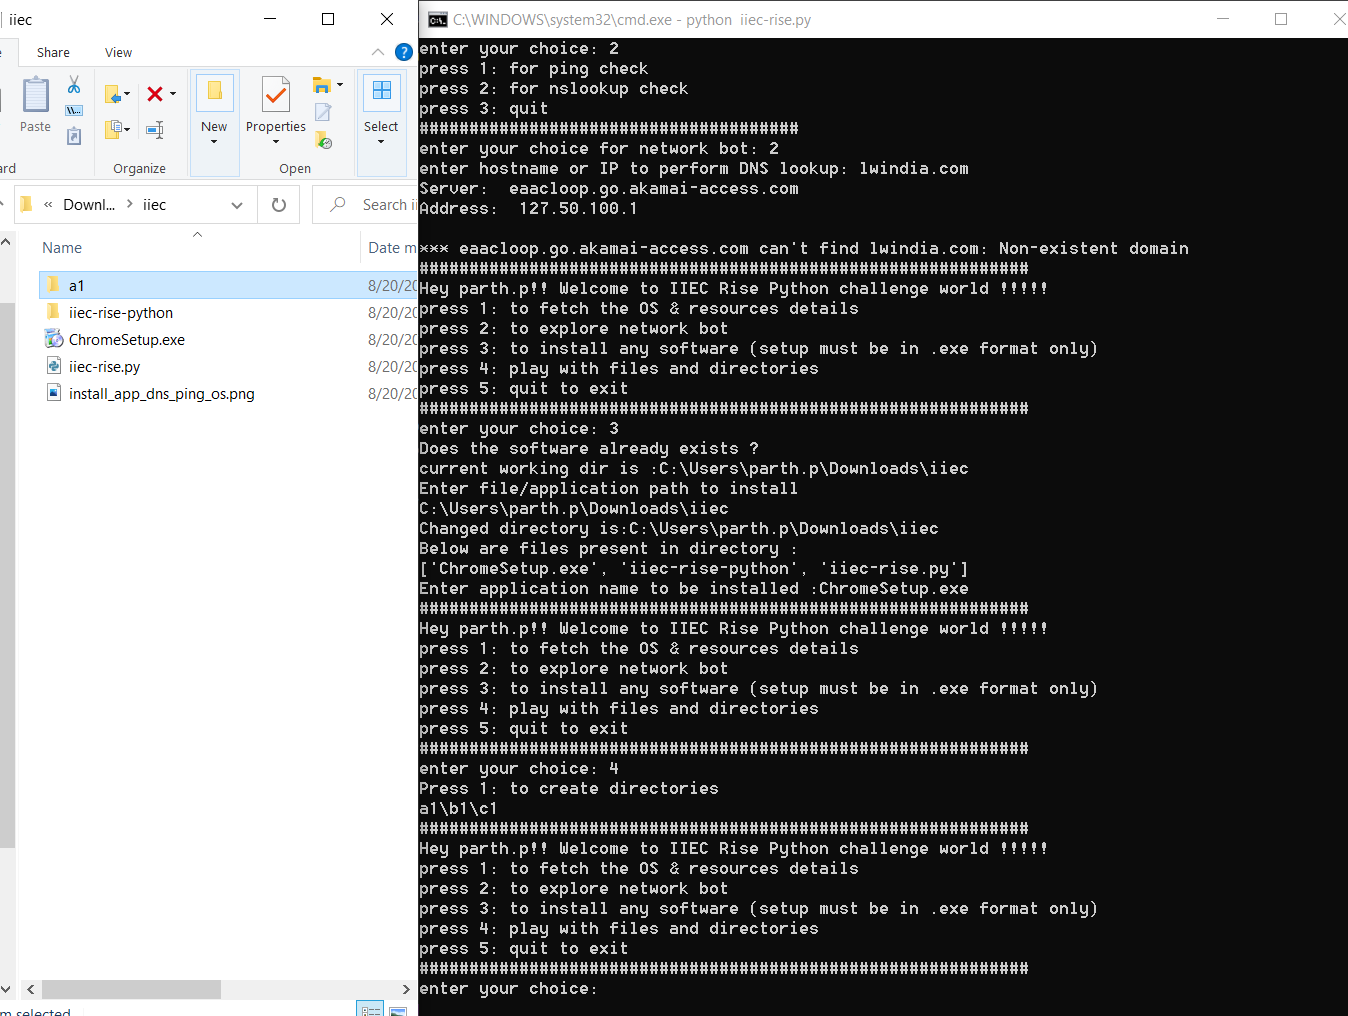 iiec
Share
View
Paste
New
Properties
Select
ard
Organize
Open
« Downl... > iiec
Search ii
Name
Date m
a1
8/20/20
iiec-rise-python
8/20/20
ChromeSetup.exe
8/20/20
iiec-rise.py
8/20/20
install_app_dns_ping_os.png
8/20/20
m selected
C:\WINDOWS\system32\cmd.exe - python  iiec-rise.py
enter your choice: 2
press 1: for ping check
press 2: for nslookup check
press 3: quit
######################################
enter your choice for network bot: 2
enter hostname or IP to perform DNS lookup: lwindia.com
Server:  eaacloop.go.akamai-access.com
Address:  127.50.100.1
*** eaacloop.go.akamai-access.com can't find lwindia.com: Non-existent domain
#############################################################
Hey parth.p!! Welcome to IIEC Rise Python challenge world !!!!!
press 1: to fetch the OS & resources details
press 2: to explore network bot
press 3: to install any software (setup must be in .exe format only)
press 4: play with files and directories
press 5: quit to exit
#############################################################
enter your choice: 3
Does the software already exists ?
current working dir is :C:\Users\parth.p\Downloads\iiec
Enter file/application path to install
C:\Users\parth.p\Downloads\iiec
Changed directory is:C:\Users\parth.p\Downloads\iiec
Below are files present in directory :
['ChromeSetup.exe', 'iiec-rise-python', 'iiec-rise.py']
Enter application name to be installed :ChromeSetup.exe
#############################################################
Hey parth.p!! Welcome to IIEC Rise Python challenge world !!!!!
press 1: to fetch the OS & resources details
press 2: to explore network bot
press 3: to install any software (setup must be in .exe format only)
press 4: play with files and directories
press 5: quit to exit
#############################################################
enter your choice: 4
Press 1: to create directories
a1\b1\c1
#############################################################
Hey parth.p!! Welcome to IIEC Rise Python challenge world !!!!!
press 1: to fetch the OS & resources details
press 2: to explore network bot
press 3: to install any software (setup must be in .exe format only)
press 4: play with files and directories
press 5: quit to exit
#############################################################
enter your choice: